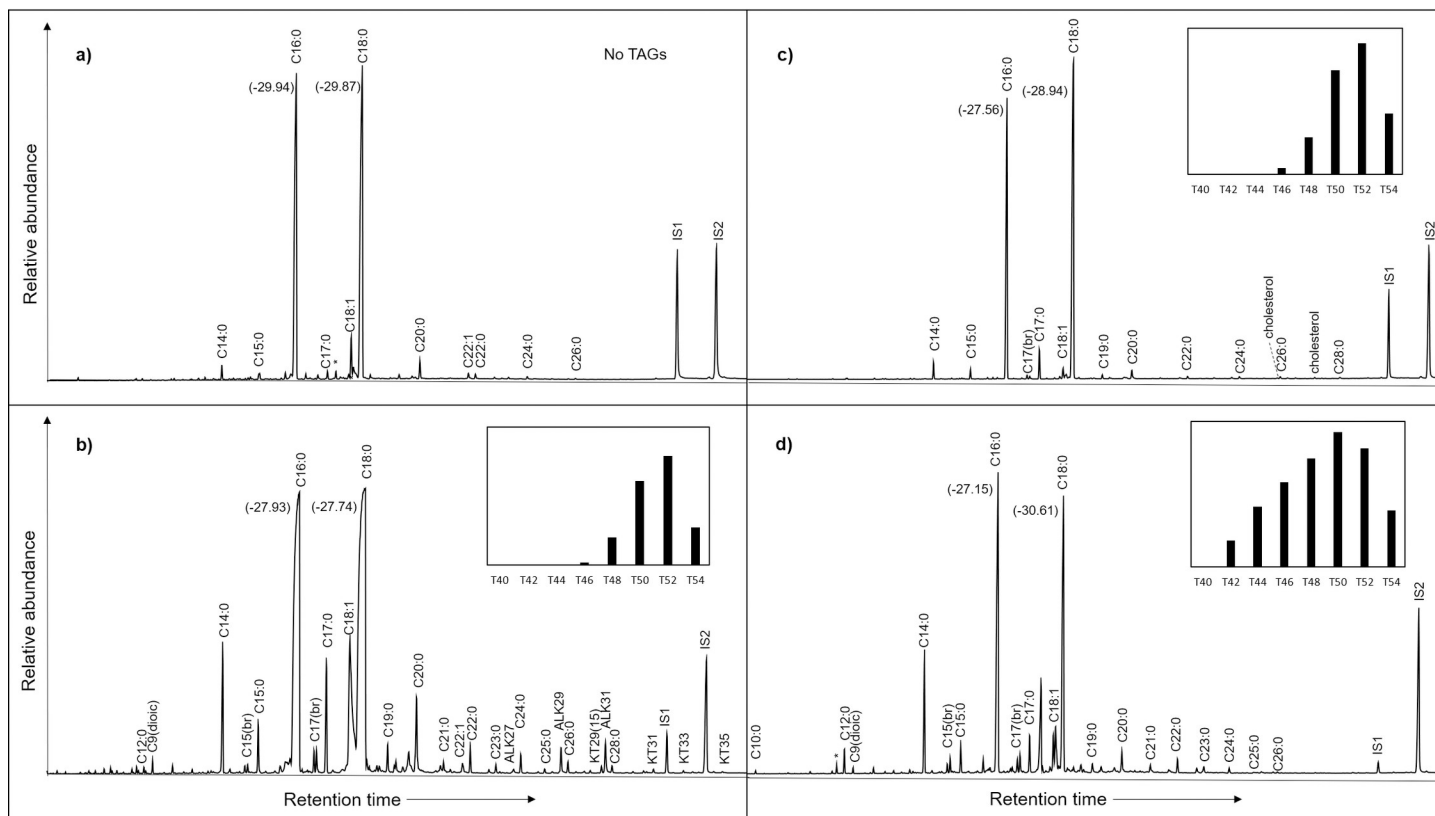 a)
C16:0
C18:0
No TAGs
(-29.94)
(-29.87)
C14:0
C15:0
C17:0
*
C18:1
C20:0
C22:1
C22:0
C24:0
C26:0
IS1
IS2
Relative abundance
c)
C16:0
C18:0
(-27.56)
(-28.94)
C14:0
C15:0
C17(br)
C17:0
C18:1
C19:0
C20:0
C22:0
C24:0
cholesterol
C26:0
cholesterol
C28:0
IS1
IS2
T40 T42 T44 T46 T48 T50 T52 T54
b)
C16:0
C18:0
(-27.93)
(-27.74)
C12:0
C9(dioic)
C14:0
C15(br)
C15:0
C17(br)
C17:0
C18:1
C19:0
C20:0
C21:0
C22:1
C22:0
C23:0
ALK27
C24:0
C25:0
ALK29
C26:0
KT29(15)
ALK31
C28:0
KT31
IS1
KT33
IS2
KT35
T40 T42 T44 T46 T48 T50 T52 T54
Relative abundance
Retention time
d)
C16:0
C18:0
(-27.15)
(-30.61)
C10:0
*
C12:0
C9(dioic)
C14:0
C15(br)
C15:0
C17(br)
C17:0
C18:1
C19:0
C20:0
C21:0
C22:0
C23:0
C24:0
C25:0
C26:0
IS1
IS2
T40 T42 T44 T46 T48 T50 T52 T54
Retention time